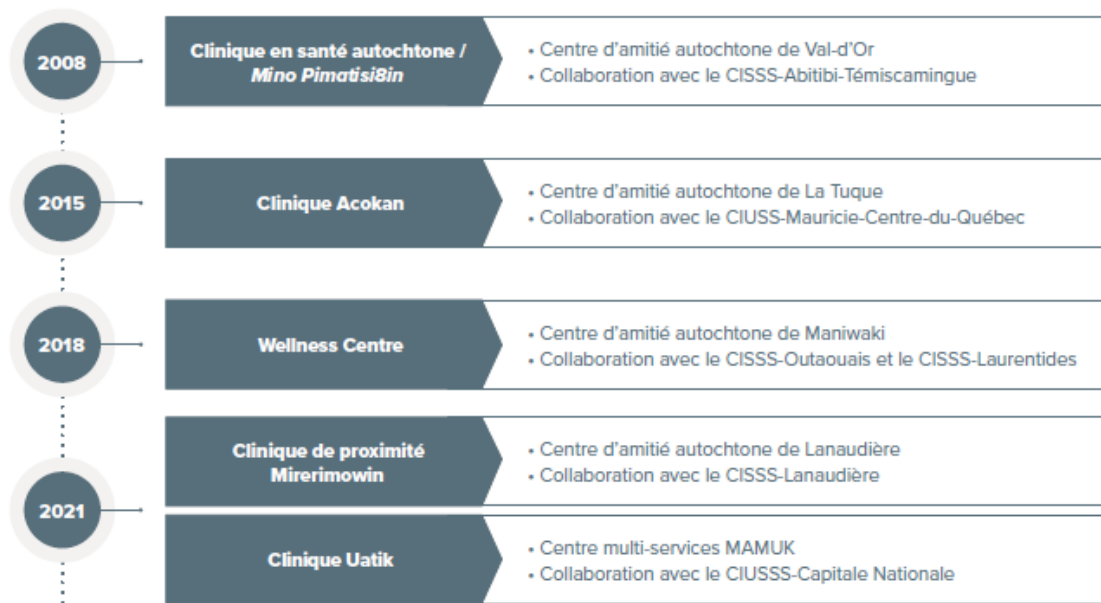 2008
Clinique en santé autochtone /
Mino Pimatisi8in
• Centre d'amitié autochtone de Val-d'Or
• Collaboration avec le CISSS-Abitibi-Témiscamingue
2015
Clinique Acokan
• Centre d'amitié autochtone de La Tuque
• Collaboration avec le CIUSS-Mauricie-Centre-du-Québec
2018
Wellness Centre
• Centre d'amitié autochtone de Maniwaki
• Collaboration avec le CISSS-Outaouais et le CISSS-Laurentides
2021
Clinique de proximité
Mirerimowin
• Centre d'amitié autochtone de Lanaudière
• Collaboration avec le CISSS-Lanaudière
Clinique Uatik
• Centre multi-services MAMUK
• Collaboration avec le CIUSSS-Capitale Nationale